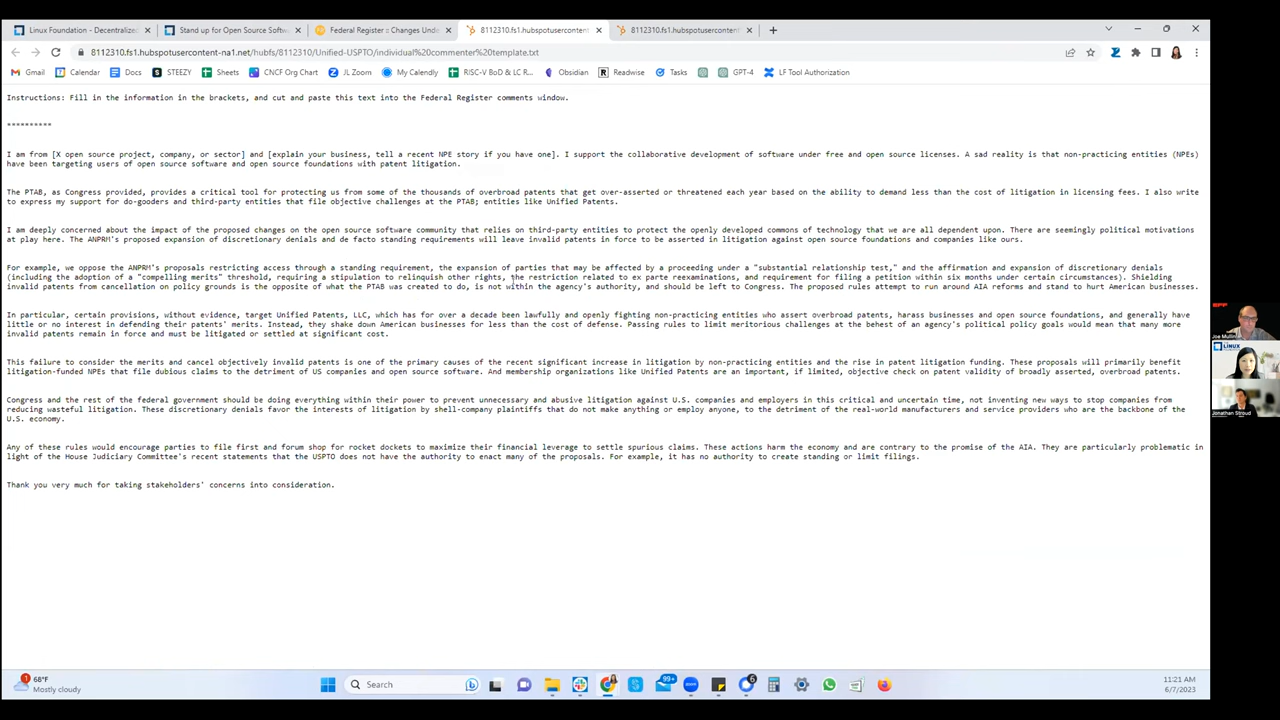 Linux Foundation - Decentralized
Stand up for Open Source Softwar
Federal Register :: Changes Unde
8112310.fs1.hubspotusercontent
8112310.fs1.hubspotusercontent
8112310.fs1.hubspotusercontent-na1.net/hubfs/8112310/Unified-USPTO/individual%20commenter%20template.txt
Gmail
Calendar
Docs
STEEZY
Sheets
CNCF Org Chart
JL Zoom
My Calendly
RISC-V BoD & LC R...
Obsidian
Readwise
Tasks
GPT-4
LF Tool Authorization
Instructions: Fill in the information in the brackets, and cut and paste this text into the Federal Register comments window.
**********
I am from [X open source project, company, or sector] and [explain your business, tell a recent NPE story if you have one]. I support the collaborative development of software under free and open source licenses. A sad reality is that non-practicing entities (NPEs)
have been targeting users of open source software and open source foundations with patent litigation.
The PTAB, as Congress provided, provides a critical tool for protecting us from some of the thousands of overbroad patents that get over-asserted or threatened each year based on the ability to demand less than the cost of litigation in licensing fees. I also write
to express my support for do-gooders and third-party entities that file objective challenges at the PTAB; entities like Unified Patents.
I am deeply concerned about the impact of the proposed changes on the open source software community that relies on third-party entities to protect the openly developed commons of technology that we are all dependent upon. There are seemingly political motivations
at play here. The ANPRM's proposed expansion of discretionary denials and de facto standing requirements will leave invalid patents in force to be asserted in litigation against open source foundations and companies like ours.
For example, we oppose the ANPRM's proposals restricting access through a standing requirement, the expansion of parties that may be affected by a proceeding under a "substantial relationship test," and the affirmation and expansion of discretionary denials
(including the adoption of a "compelling merits" threshold, requiring a stipulation to relinquish other rights, the restriction related to ex parte reexaminations, and requirement for filing a petition within six months under certain circumstances). Shielding
invalid patents from cancellation on policy grounds is the opposite of what the PTAB was created to do, is not within the agency's authority, and should be left to Congress. The proposed rules attempt to run around AIA reforms and stand to hurt American businesses.
In particular, certain provisions, without evidence, target Unified Patents, LLC, which has for over a decade been lawfully and openly fighting non-practicing entities who assert overbroad patents, harass businesses and open source foundations, and generally have
little or no interest in defending their patents' merits. Instead, they shake down American businesses for less than the cost of defense. Passing rules to limit meritorious challenges at the behest of an agency's political policy goals would mean that many more
invalid patents remain in force and must be litigated or settled at significant cost.
This failure to consider the merits and cancel objectively invalid patents is one of the primary causes of the recent significant increase in litigation by non-practicing entities and the rise in patent litigation funding. These proposals will primarily benefit
litigation-funded NPEs that file dubious claims to the detriment of US companies and open source software. And membership organizations like Unified Patents are an important, if limited, objective check on patent validity of broadly asserted, overbroad patents.
Congress and the rest of the federal government should be doing everything within their power to prevent unnecessary and abusive litigation against U.S. companies and employers in this critical and uncertain time, not inventing new ways to stop companies from
reducing wasteful litigation. These discretionary denials favor the interests of litigation by shell-company plaintiffs that do not make anything or employ anyone, to the detriment of the real-world manufacturers and service providers who are the backbone of the
U.S. economy.
Any of these rules would encourage parties to file first and forum shop for rocket dockets to maximize their financial leverage to settle spurious claims. These actions harm the economy and are contrary to the promise of the AIA. They are particularly problematic in
light of the House Judiciary Committee's recent statements that the USPTO does not have the authority to enact many of the proposals. For example, it has no authority to create standing or limit filings.
Thank you very much for taking stakeholders' concerns into consideration.
EFF
Joe Mullin
LINUX
Jonathan Stroud
1
68°F
Mostly cloudy
Search
99+
6
11:21 AM
6/7/2023